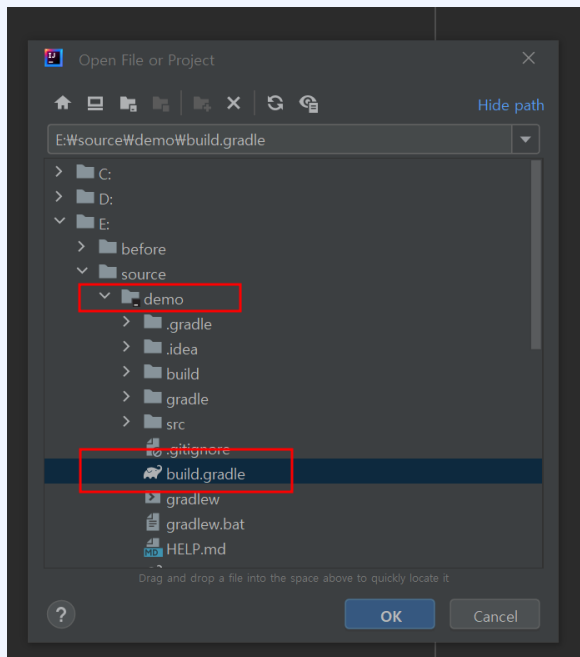 Open File or Project
Hide path
E:₩source₩demo₩build.gradle
C:
D:
E:
before
source
demo
.gradle
.idea
build
gradle
src
.gitignore
build.gradle
gradlew
gradlew.bat
HELP.md
Drag and drop a file into the space above to quickly locate it
?
OK
Cancel